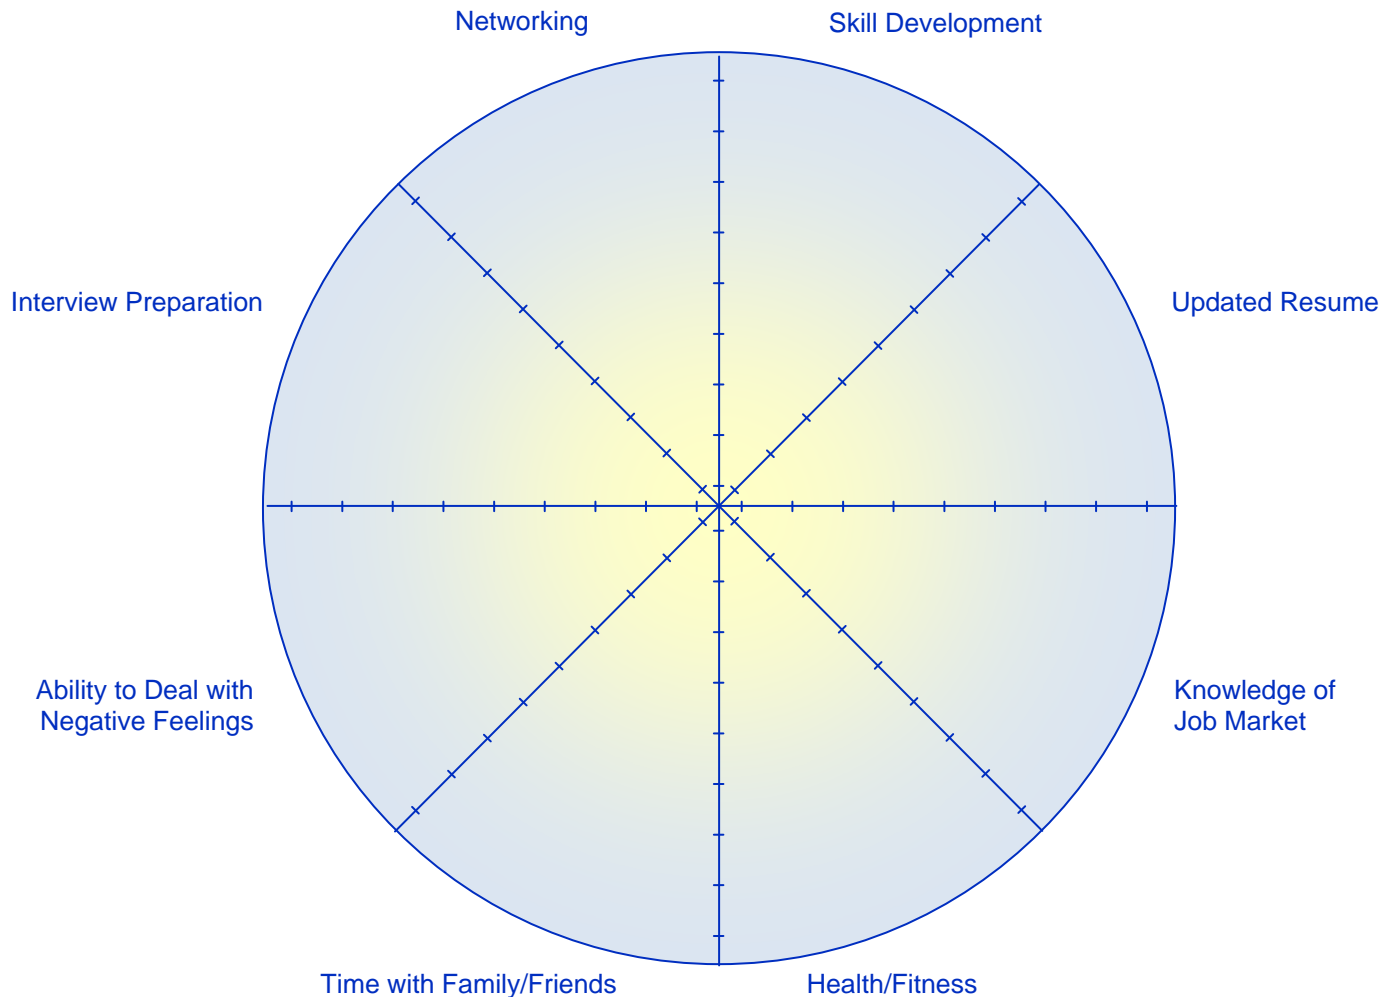 Networking
Skill Development
Interview Preparation
Updated Resume
Ability to Deal with
Negative Feelings
Knowledge of
Job Market
Time with Family/Friends
Health/Fitness